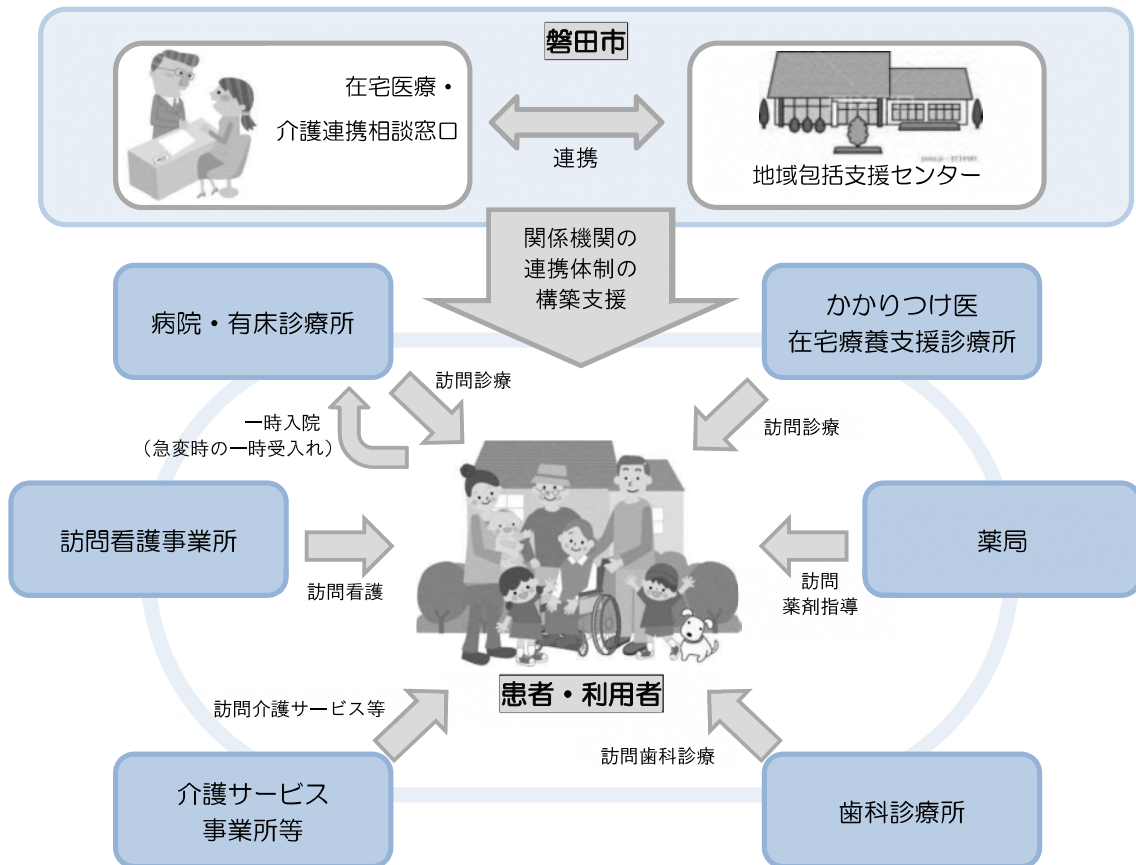 磐田市
在宅医療・
介護連携相談窓口
連携
地域包括支援センター
関係機関の
連携体制の
構築支援
病院・有床診療所
かかりつけ医
在宅療養支援診療所
訪問診療
一時入院
（急変時の一時受入れ）
訪問診療
訪問看護事業所
訪問看護
薬局
訪問
薬剤指導
患者・利用者
訪問介護サービス等
訪問歯科診療
介護サービス
事業所等
歯科診療所